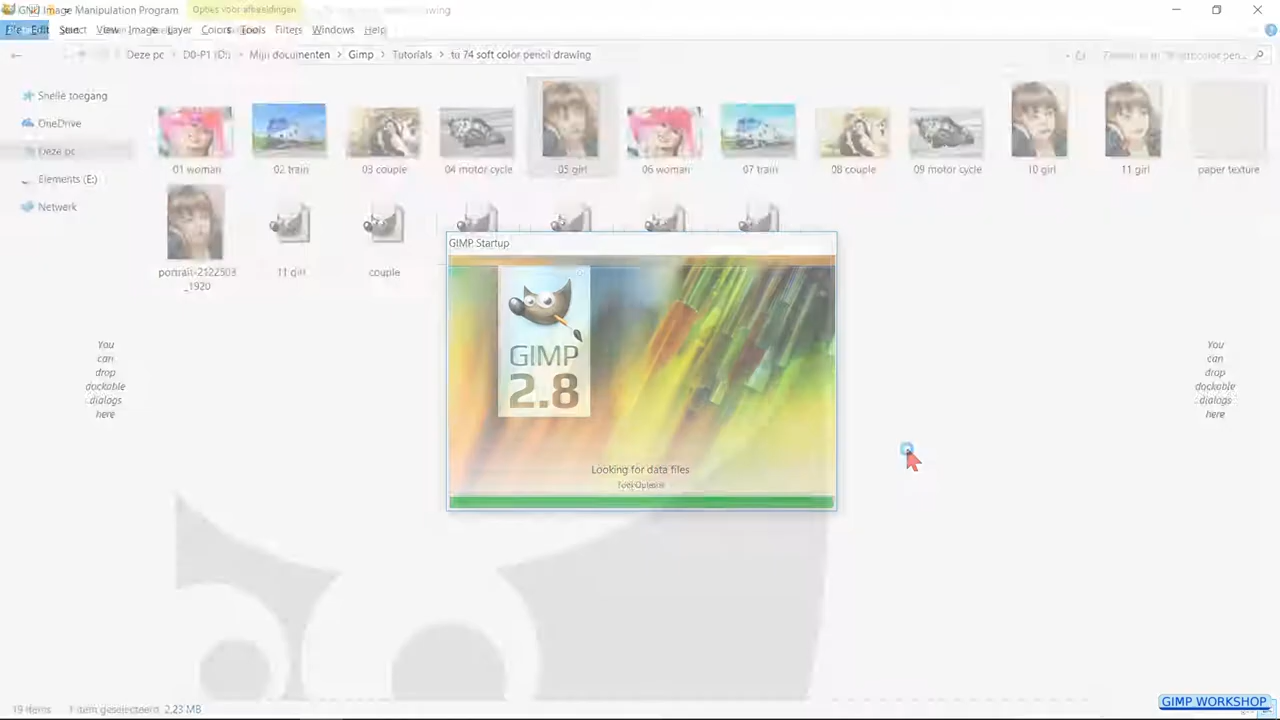 GNU Image Manipulation Program
Opties voor afbeeldingen
File Edit Select View Image Layer Colors Tools Filters Windows Help
Deze pc > D0-P1 (D:) > Mijn documenten > Gimp > Tutorials > to 74 soft color pencil drawing
Snelle toegang
OneDrive
Deze pc
Elements (E:)
Netwerk
01 woman
02 train
03 couple
04 motor cycle
05 girl
06 woman
07 train
08 couple
09 motor cycle
10 girl
11 girl
paper texture
portrait-2122503
_1920
11 girl
couple
GIMP Startup
GIMP
2.8
Looking for data files
You
can
drop
dockable
dialogs
here
You
can
drop
dockable
dialogs
here
19 items 1 item geselecteerd 2,23 MB
GIMP WORKSHOP